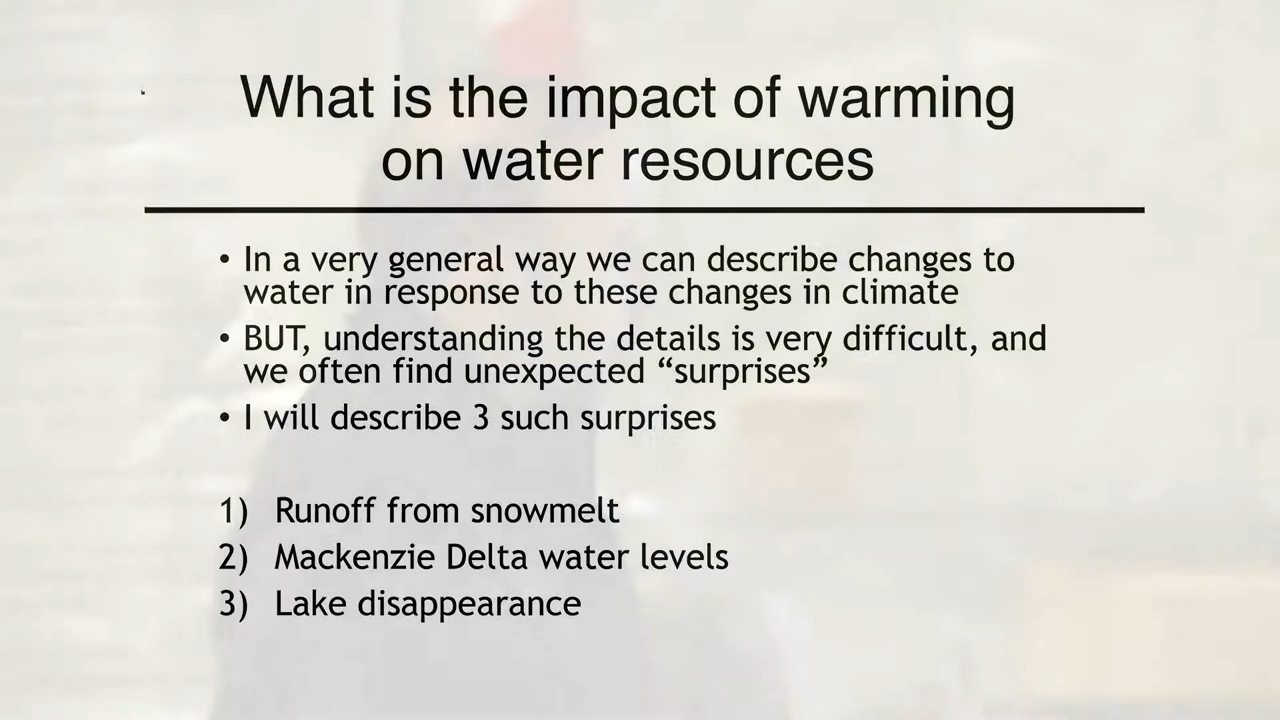 What is the impact of warming
on water resources
• In a very general way we can describe changes to
water in response to these changes in climate
• BUT, understanding the details is very difficult, and
we often find unexpected “surprises”
• I will describe 3 such surprises
1) Runoff from snowmelt
2) Mackenzie Delta water levels
3) Lake disappearance